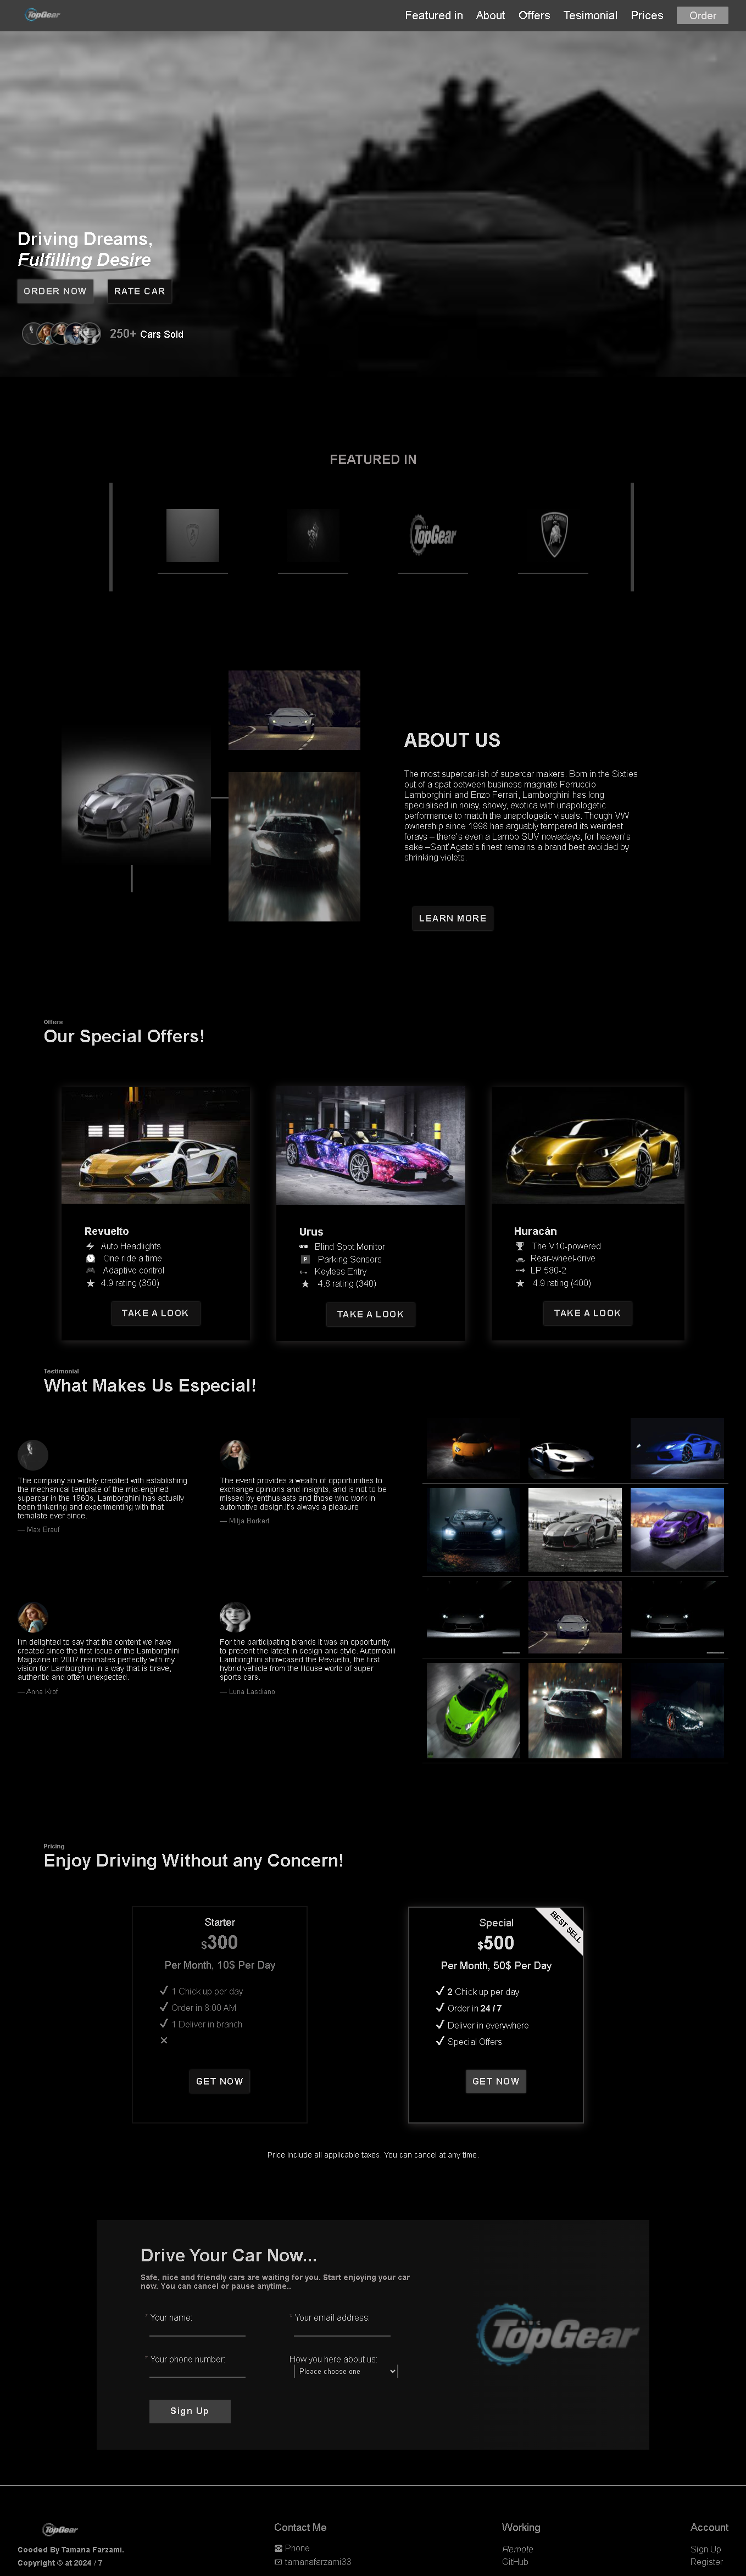 TopGear
Featured in
About
Offers
Tesimonial
Prices
Order
Driving Dreams,
Fulfilling Desire
ORDER NOW
RATE CAR
250+ Cars Sold
FEATURED IN
TopGear
LAMBORGHINI
ABOUT US
The most supercar-ish of supercar makers. Born in the Sixties
out of a spat between business magnate Ferruccio
Lamborghini and Enzo Ferrari, Lamborghini has long
specialised in noisy, showy, exotica with unapologetic
performance to match the unapologetic visuals. Though VW
ownership since 1998 has arguably tempered its weirdest
forays – there's even a Lambo SUV nowadays, for heaven's
sake –Sant'Agata's finest remains a brand best avoided by
shrinking violets.
LEARN MORE
Offers
Our Special Offers!
Revuelto
Auto Headlights
One ride a time
Adaptive control
4.9 rating (350)
TAKE A LOOK
Urus
Blind Spot Monitor
P Parking Sensors
Keyless Entry
4.8 rating (340)
TAKE A LOOK
Huracán
The V10-powered
Rear-wheel-drive
LP 580-2
4.9 rating (400)
TAKE A LOOK
Testimonial
What Makes Us Especial!
The company so widely credited with establishing
the mechanical template of the mid-engined
supercar in the 1960s, Lamborghini has actually
been tinkering and experimenting with that
template ever since.
— Max Brauf
The event provides a wealth of opportunities to
exchange opinions and insights, and is not to be
missed by enthusiasts and those who work in
automotive design.It's always a pleasure
— Mitja Borkert
I'm delighted to say that the content we have
created since the first issue of the Lamborghini
Magazine in 2007 resonates perfectly with my
vision for Lamborghini in a way that is brave,
authentic and often unexpected.
— Anna Krof
For the participating brands it was an opportunity
to present the latest in design and style. Automobili
Lamborghini showcased the Revuelto, the first
hybrid vehicle from the House world of super
sports cars.
— Luna Lasdiano
Pricing
Enjoy Driving Without any Concern!
Starter
$300
Per Month, 10$ Per Day
1 Chick up per day
Order in 8:00 AM
1 Deliver in branch
GET NOW
BEST SELL
Special
$500
Per Month, 50$ Per Day
2 Chick up per day
Order in 24 / 7
Deliver in everywhere
Special Offers
GET NOW
Price include all applicable taxes. You can cancel at any time.
Drive Your Car Now...
Safe, nice and friendly cars are waiting for you. Start enjoying your car
now. You can cancel or pause anytime..
* Your name:
* Your email address:
* Your phone number:
How you here about us:
Pleace choose one
Sign Up
BBC
TopGear
TopGear
Cooded By Tamana Farzami.
Copyright © at 2024 / 7
Contact Me
Phone
tamanafarzami33
Working
Remote
GitHub
Account
Sign Up
Register